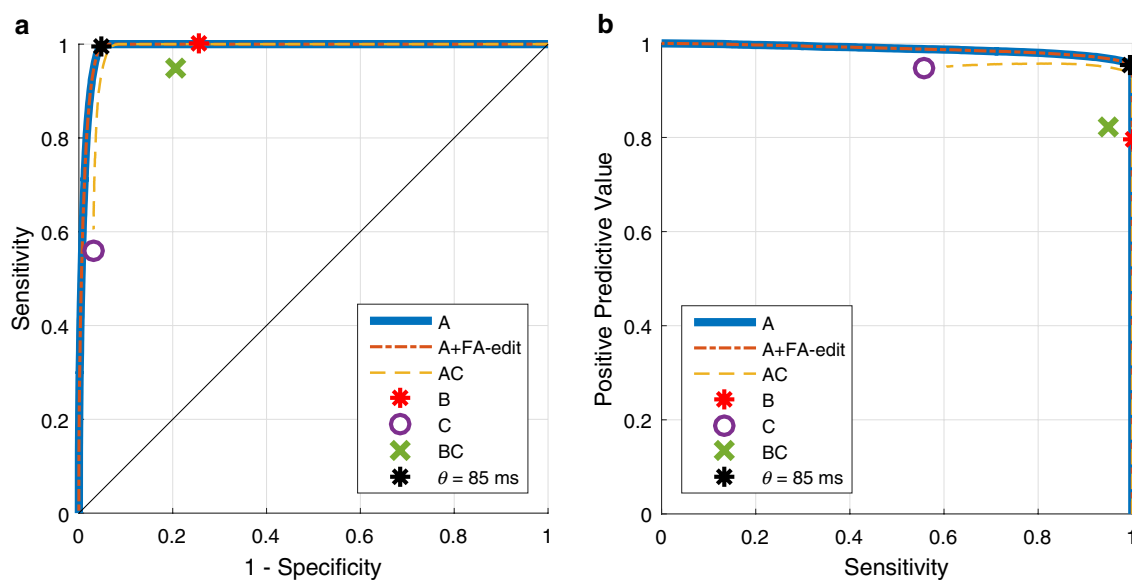 a
1
0.8
0.6
0.4
0.2
0
Sensitivity
0 0.2 0.4 0.6 0.8 1
1 - Specificity
A
A+FA-edit
AC
B
C
BC
θ = 85 ms
b
1
0.8
0.6
0.4
0.2
0
Positive Predictive Value
0 0.2 0.4 0.6 0.8 1
Sensitivity
A
A+FA-edit
AC
B
C
BC
θ = 85 ms